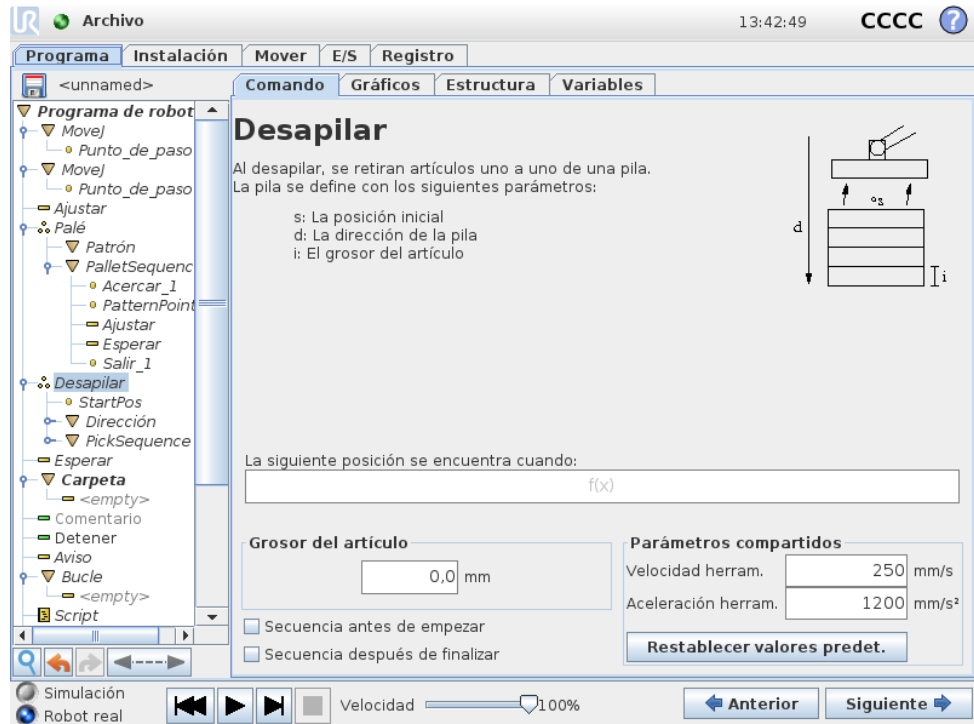 UR Archivo 13:42:49 CCCC ?
Programa Instalación Mover E/S Registro
<unnamed> Comando Gráficos Estructura Variables
Programa de robot
MoveJ
Punto_de_paso
MoveJ
Punto_de_paso
Ajustar
Palé
Patrón
PalletSequenc
Acercar_1
PatternPoint
Ajustar
Esperar
Salir_1
Desapilar
StartPos
Dirección
PickSequence
Esperar
Carpeta
<empty>
Comentario
Detener
Aviso
Bucle
<empty>
Script
Desapilar
Al desapilar, se retiran artículos uno a uno de una pila.
La pila se define con los siguientes parámetros:
s: La posición inicial
d: La dirección de la pila
i: El grosor del artículo
s
d
i
La siguiente posición se encuentra cuando:
f(x)
Grosor del artículo
0,0 mm
Secuencia antes de empezar
Secuencia después de finalizar
Parámetros compartidos
Velocidad herram. 250 mm/s
Aceleración herram. 1200 mm/s²
Restablecer valores predet.
Simulación
Robot real
Velocidad 100%
Anterior Siguiente